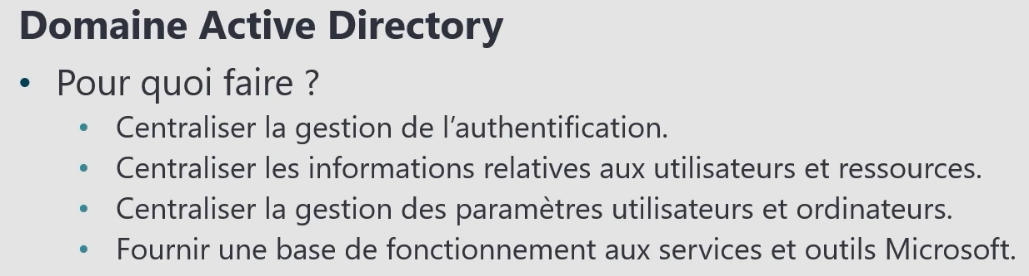 Domaine Active Directory
• Pour quoi faire ?
• Centraliser la gestion de l'authentification.
• Centraliser les informations relatives aux utilisateurs et ressources.
• Centraliser la gestion des paramètres utilisateurs et ordinateurs.
• Fournir une base de fonctionnement aux services et outils Microsoft.